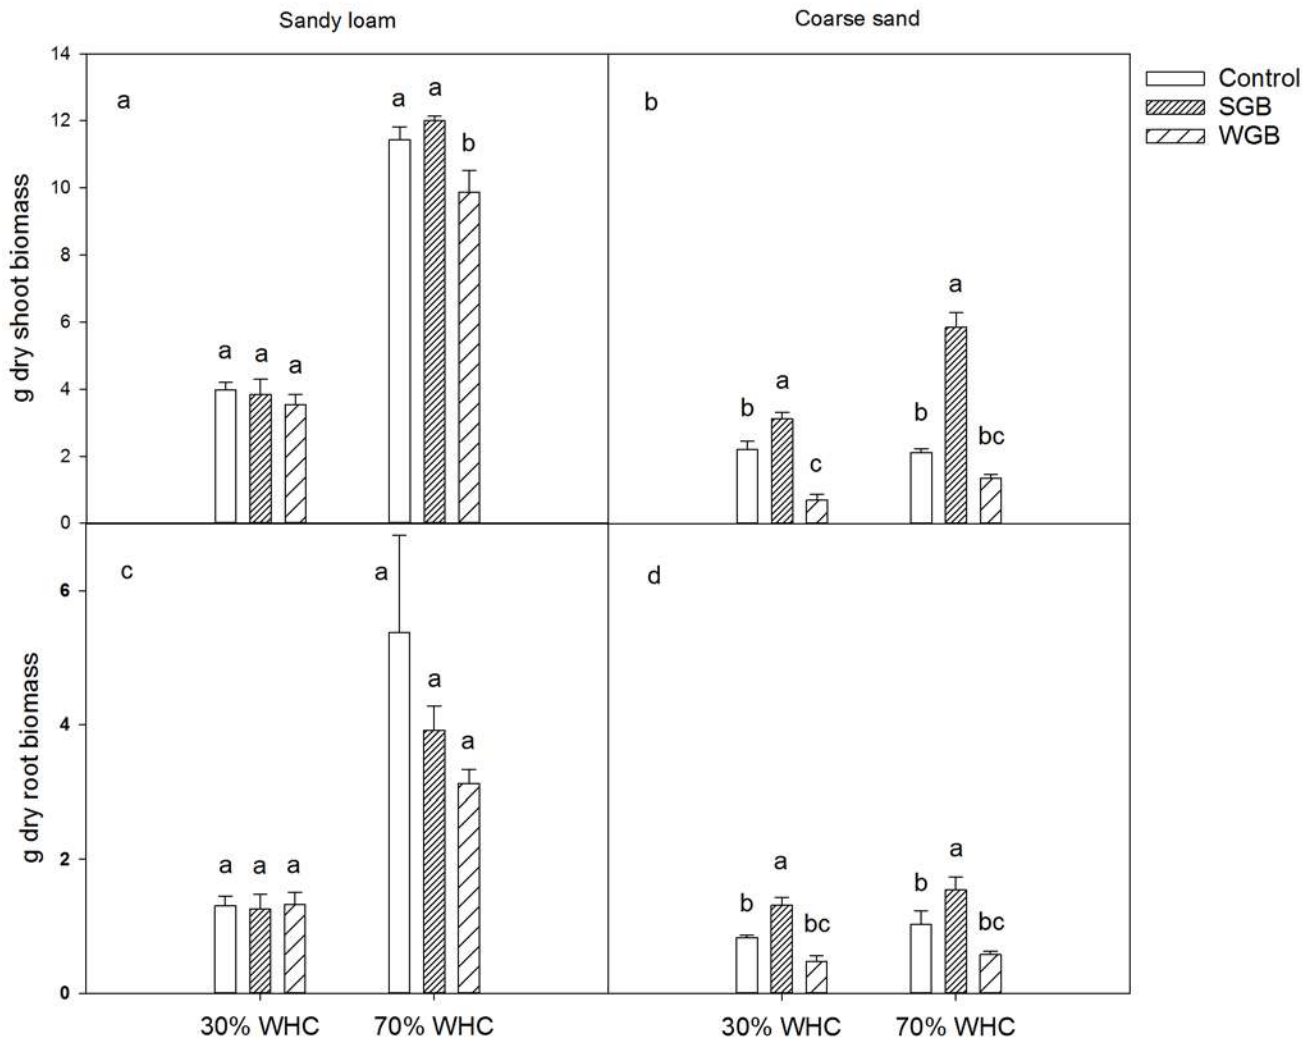 Sandy loam
Coarse sand
Control
SGB
WGB
g dry shoot biomass
14
12
10
8
6
4
2
0
a
a
a
a
a
a
b
b
b
a
c
b
a
bc
g dry root biomass
6
4
2
0
c
a
a
a
a
a
a
d
b
a
bc
b
a
bc
30% WHC
70% WHC
30% WHC
70% WHC